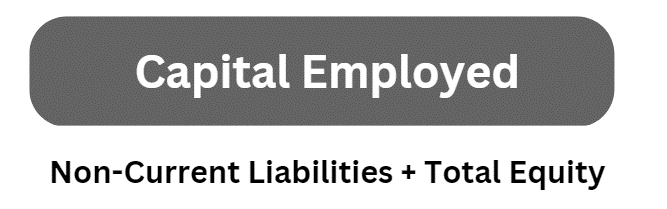 Capital Employed
Non-Current Liabilities + Total Equity